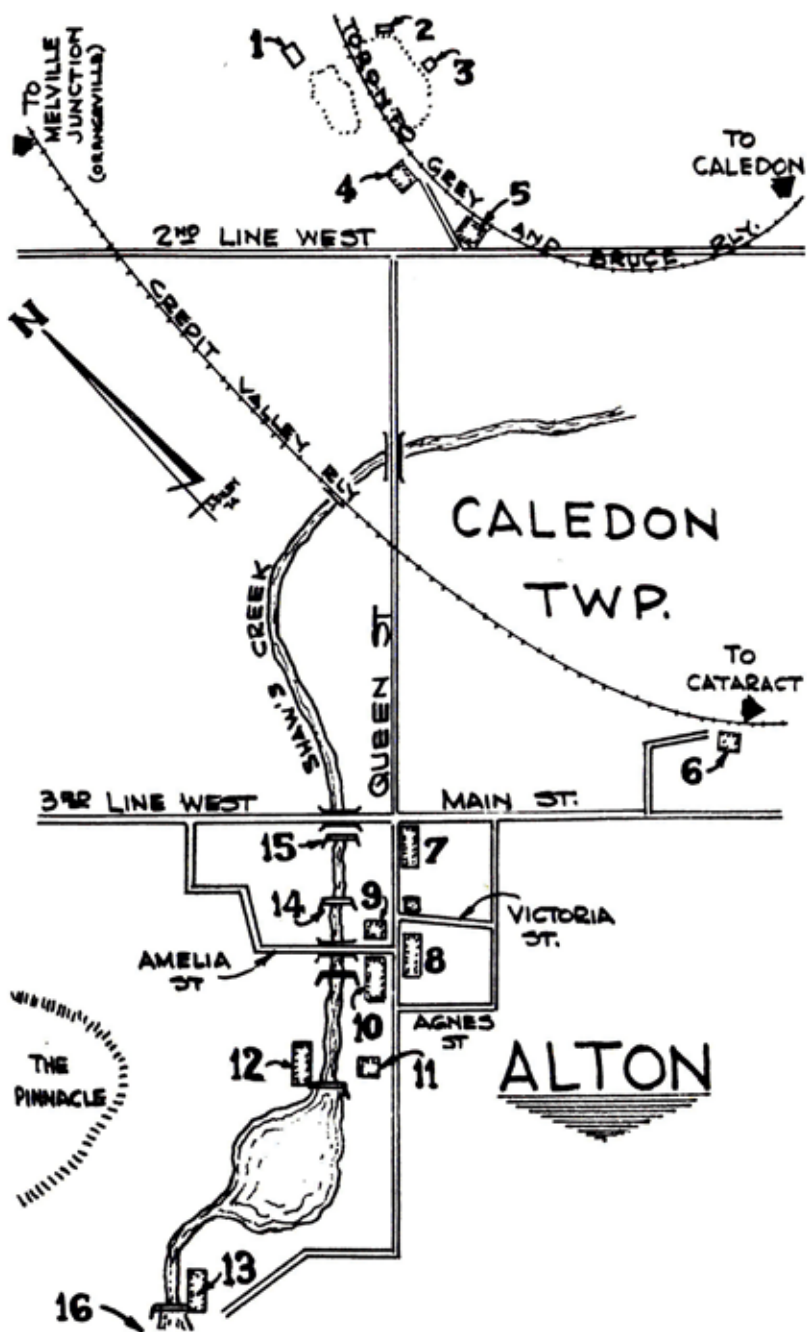 1
2
3
TO
MELVILLE
JUNCTION
(ORANGEVILLE)
TORONTO
GREY
AND
BRUCE
RLY.
TO
CALEDON
4
5
2ND LINE WEST
N
CREDIT
VALLEY
RLY
CALEDON
TWP.
SHAW'S
CREEK
QUEEN ST
TO
CATARACT
6
3RD LINE WEST
MAIN ST.
15
7
14
9
VICTORIA
ST.
AMELIA
ST
8
10
AGNES
ST
12
11
THE
PINNACLE
ALTON
13
16